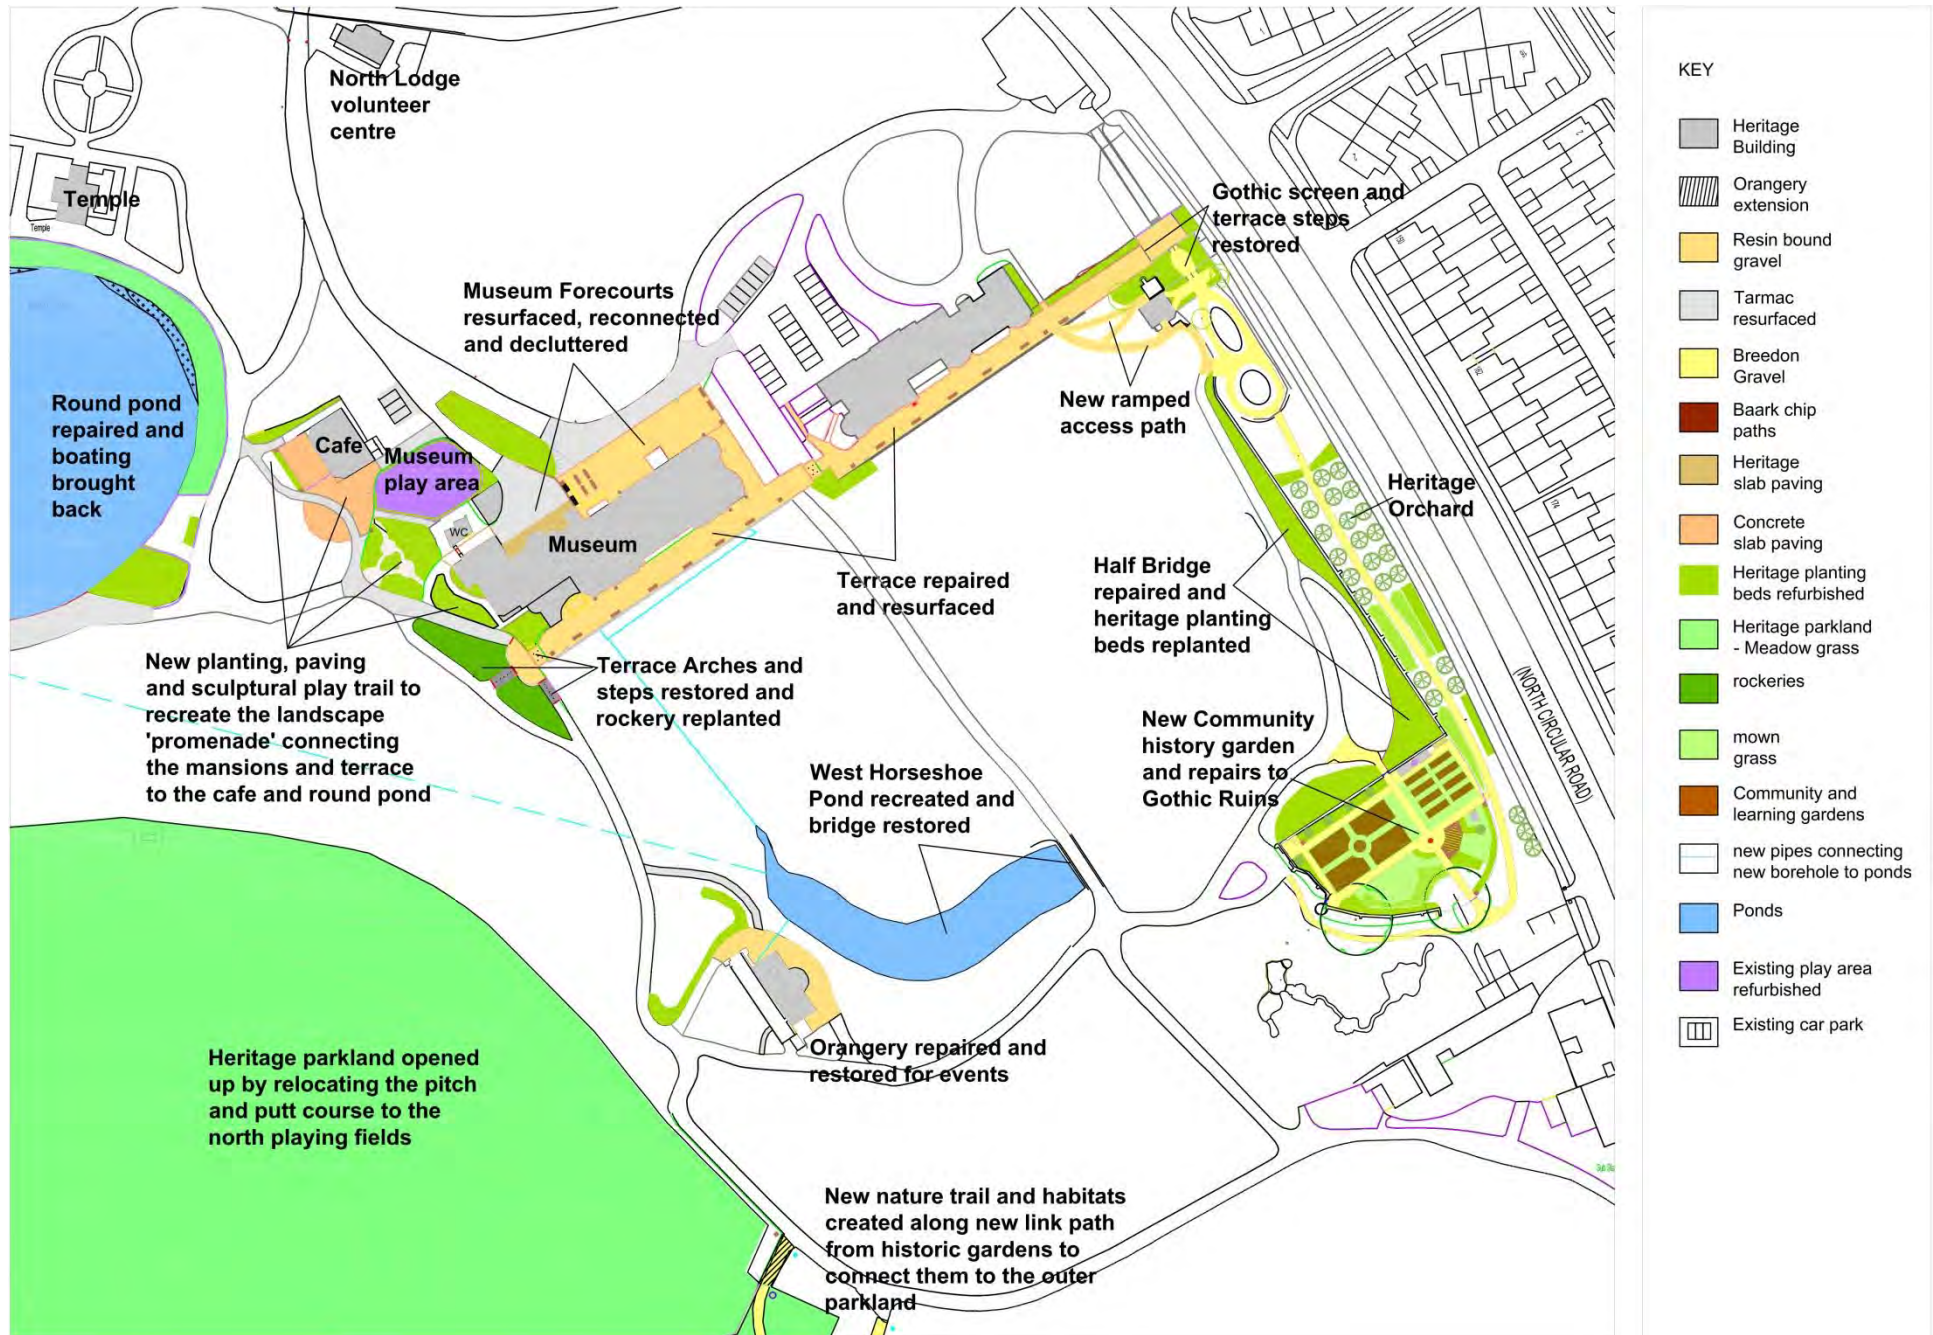 North Lodge
volunteer
centre
Temple
Temple
Gothic screen and
terrace steps
restored
Museum Forecourts
resurfaced, reconnected
and decluttered
Round pond
repaired and
boating
brought
back
Cafe
Museum
play area
WC
Museum
New ramped
access path
Heritage
Orchard
Terrace repaired
and resurfaced
Half Bridge
repaired and
heritage planting
beds replanted
New planting, paving
and sculptural play trail to
recreate the landscape
'promenade' connecting
the mansions and terrace
to the cafe and round pond
Terrace Arches and
steps restored and
rockery replanted
(NORTH CIRCULAR ROAD)
New Community
history garden
and repairs to
Gothic Ruins
West Horseshoe
Pond recreated and
bridge restored
Orangery repaired and
restored for events
Heritage parkland opened
up by relocating the pitch
and putt course to the
north playing fields
New nature trail and habitats
created along new link path
from historic gardens to
connect them to the outer
parkland
KEY
Heritage
Building
Orangery
extension
Resin bound
gravel
Tarmac
resurfaced
Breedon
Gravel
Baark chip
paths
Heritage
slab paving
Concrete
slab paving
Heritage planting
beds refurbished
Heritage parkland
- Meadow grass
rockeries
mown
grass
Community and
learning gardens
new pipes connecting
new borehole to ponds
Ponds
Existing play area
refurbished
Existing car park